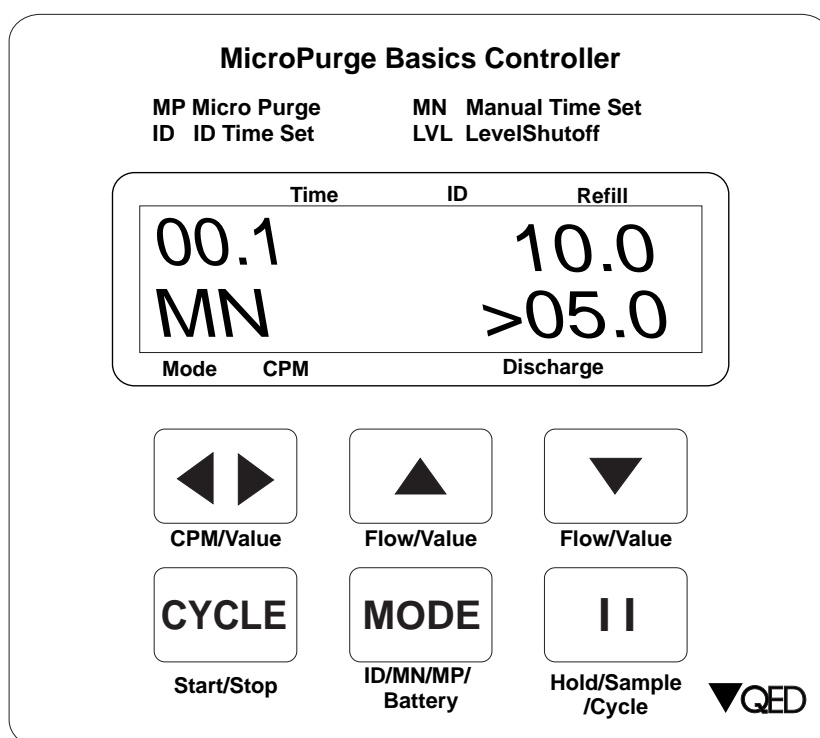 MicroPurge Basics Controller
MP Micro Purge MN Manual Time Set
ID ID Time Set LVL LevelShutoff
Time ID Refill
00.1 10.0
MN >05.0
Mode CPM Discharge
CPM/Value Flow/Value Flow/Value
CYCLE MODE II
Start/Stop ID/MN/MP/ Hold/Sample
Battery /Cycle
QED